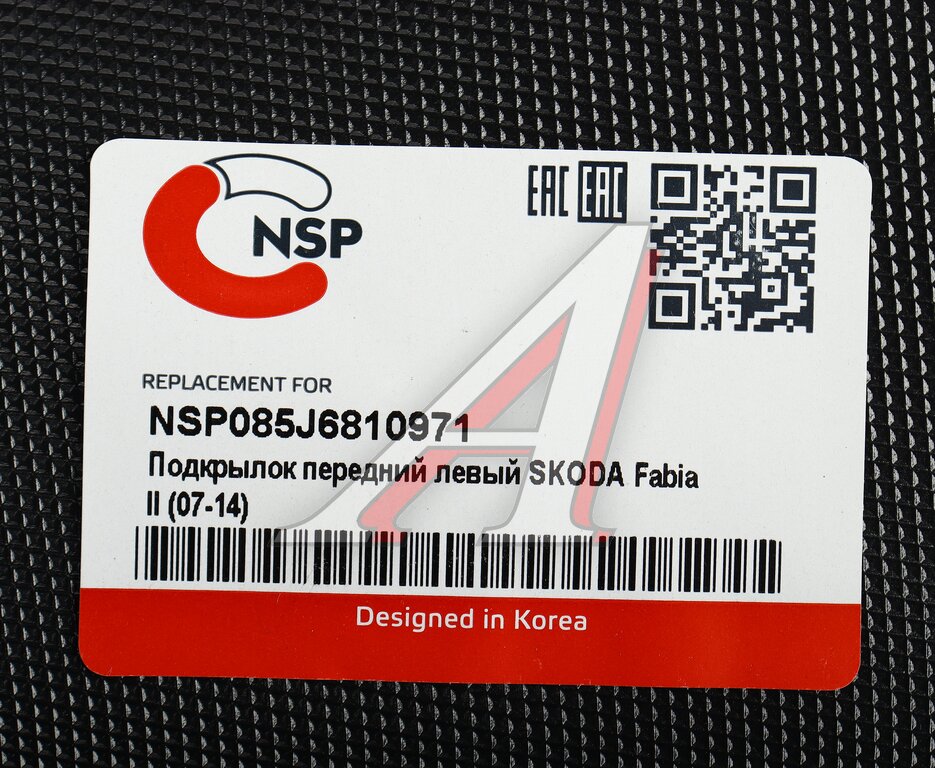 NSP
EAC EAC
REPLACEMENT FOR
NSP085J6810971
Подкрылок передний левый SKODA Fabia
II (07-14)
Designed in Korea